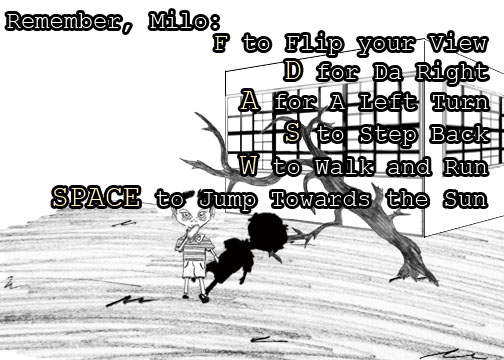 Remember, Milo:
F to Flip your View
D for Da Right
A for A Left Turn
S to Step Back
W to Walk and Run
SPACE to Jump Towards the Sun